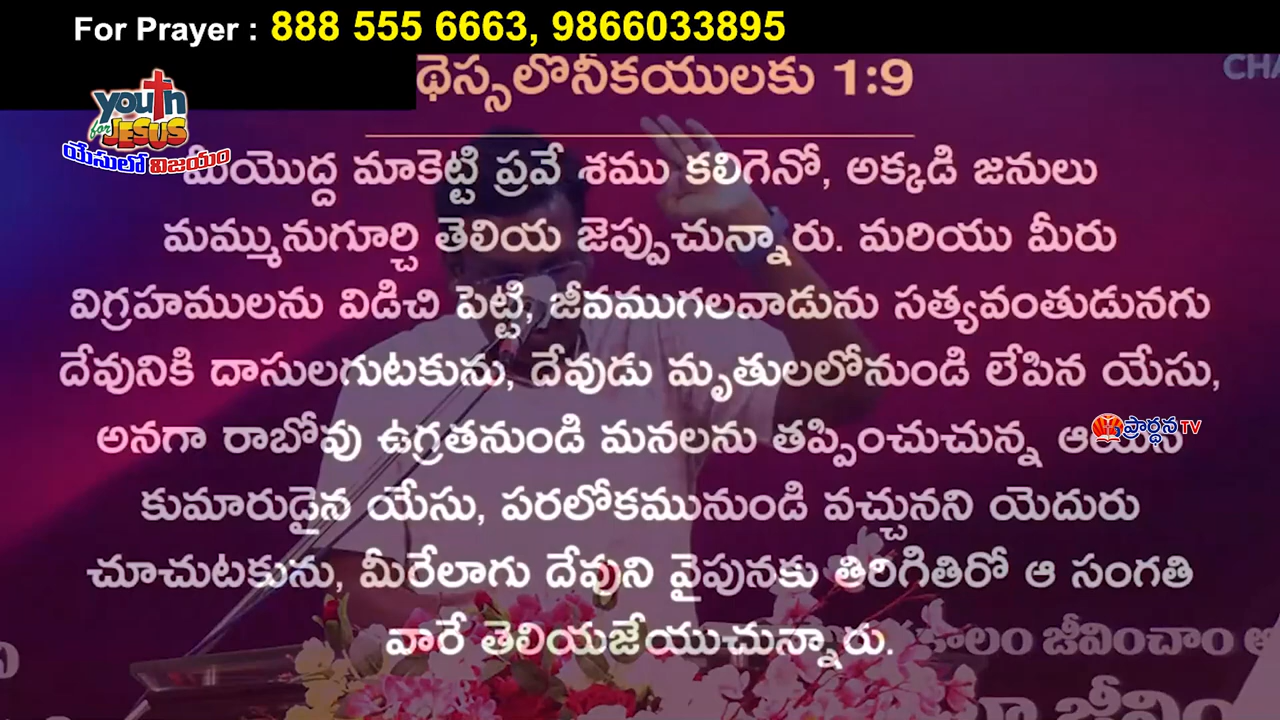 For Prayer : 888 555 6663, 9866033895
థెస్సలొనీకయులకు 1:9
CHA
youth
for JESUS
యేసులో విజయం
మీయొద్ద మాకెట్టి ప్రవే శము కలిగెనో, అక్కడి జనులు
మమ్మునుగూర్చి తెలియ జెప్పుచున్నారు. మరియు మీరు
విగ్రహములను విడిచి పెట్టి, జీవముగలవాడును సత్యవంతుడునగు
దేవునికి దాసులగుటకును, దేవుడు మృతులలోనుండి లేపిన యేసు,
అనగా రాబోవు ఉగ్రతనుండి మనలను తప్పించుచున్న ఆయన
ప్రార్థన TV
కుమారుడైన యేసు, పరలోకమునుండి వచ్చునని యెదురు
చూచుటకును, మీరేలాగు దేవుని వైపునకు తిరిగితిరో ఆ సంగతి
వారే తెలియజేయుచున్నారు.
కాలం జీవించాం